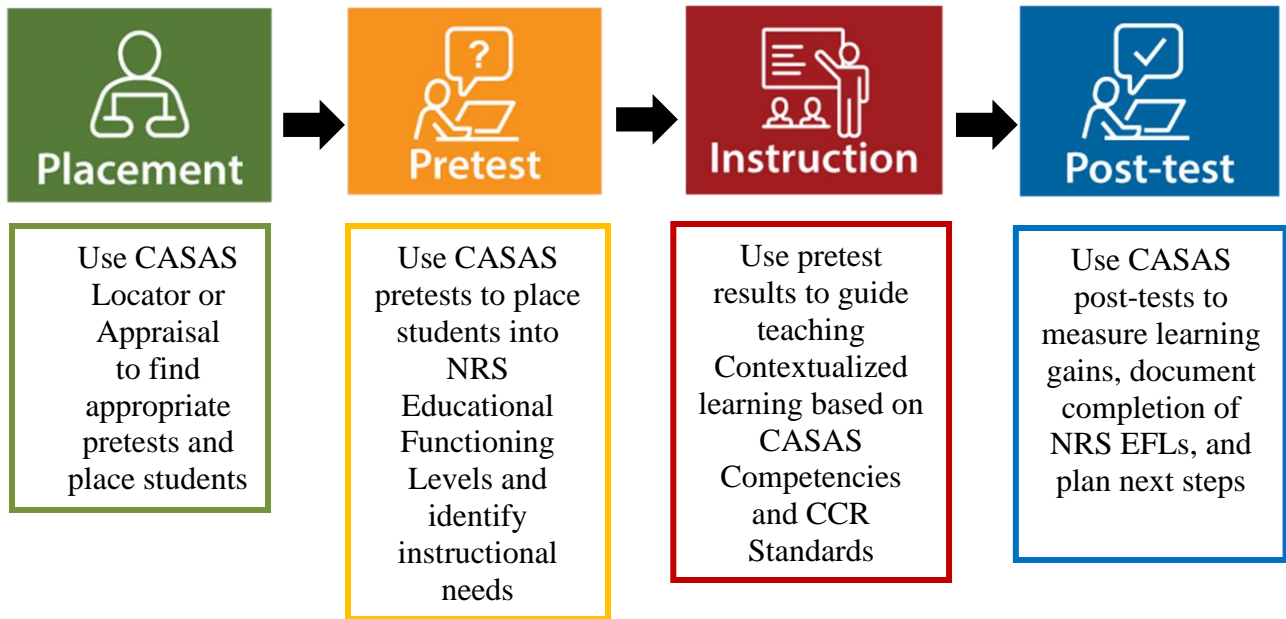 Placement
Use CASAS
Locator or
Appraisal
to find
appropriate
pretests and
place students
?
Pretest
Use CASAS
pretests to place
students into
NRS
Educational
Functioning
Levels and
identify
instructional
needs
Instruction
Use pretest
results to guide
teaching
Contextualized
learning based on
CASAS
Competencies
and CCR
Standards
Post-test
Use CASAS
post-tests to
measure learning
gains, document
completion of
NRS EFLs, and
plan next steps